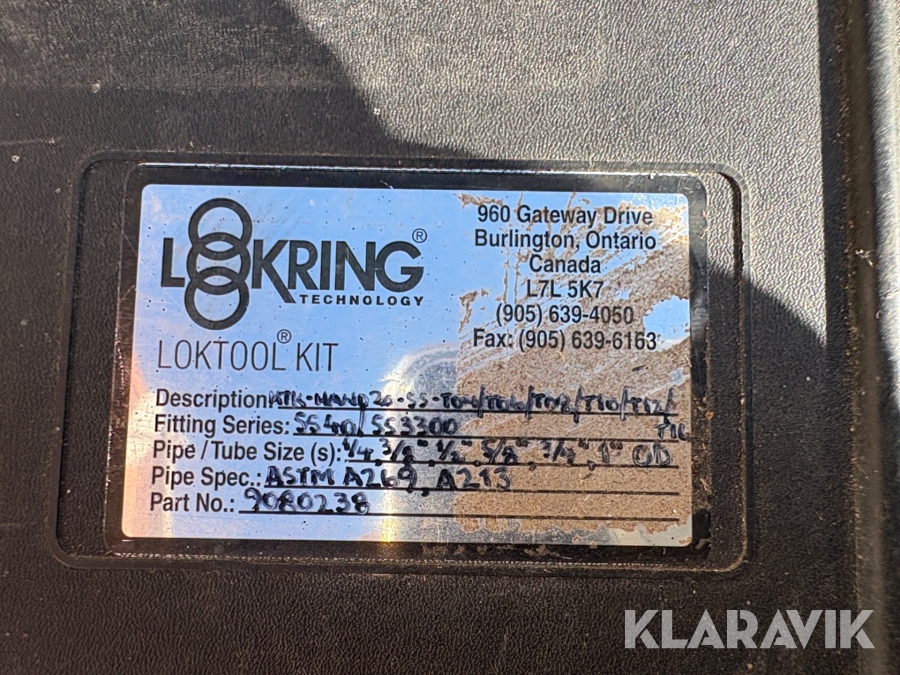 LOKRING®
TECHNOLOGY
LOKTOOL® KIT
960 Gateway Drive
Burlington, Ontario
Canada
L7L 5K7
(905) 639-4050
Fax: (905) 639-6163
Description
Fitting Series: SS40/SS3300
Pipe / Tube Size (s): 1/4, 3/8", 1/2", 5/8", 3/4", 1" OD
Pipe Spec.: ASTM A269, A213
Part No.: 9080238
KLARAVIK